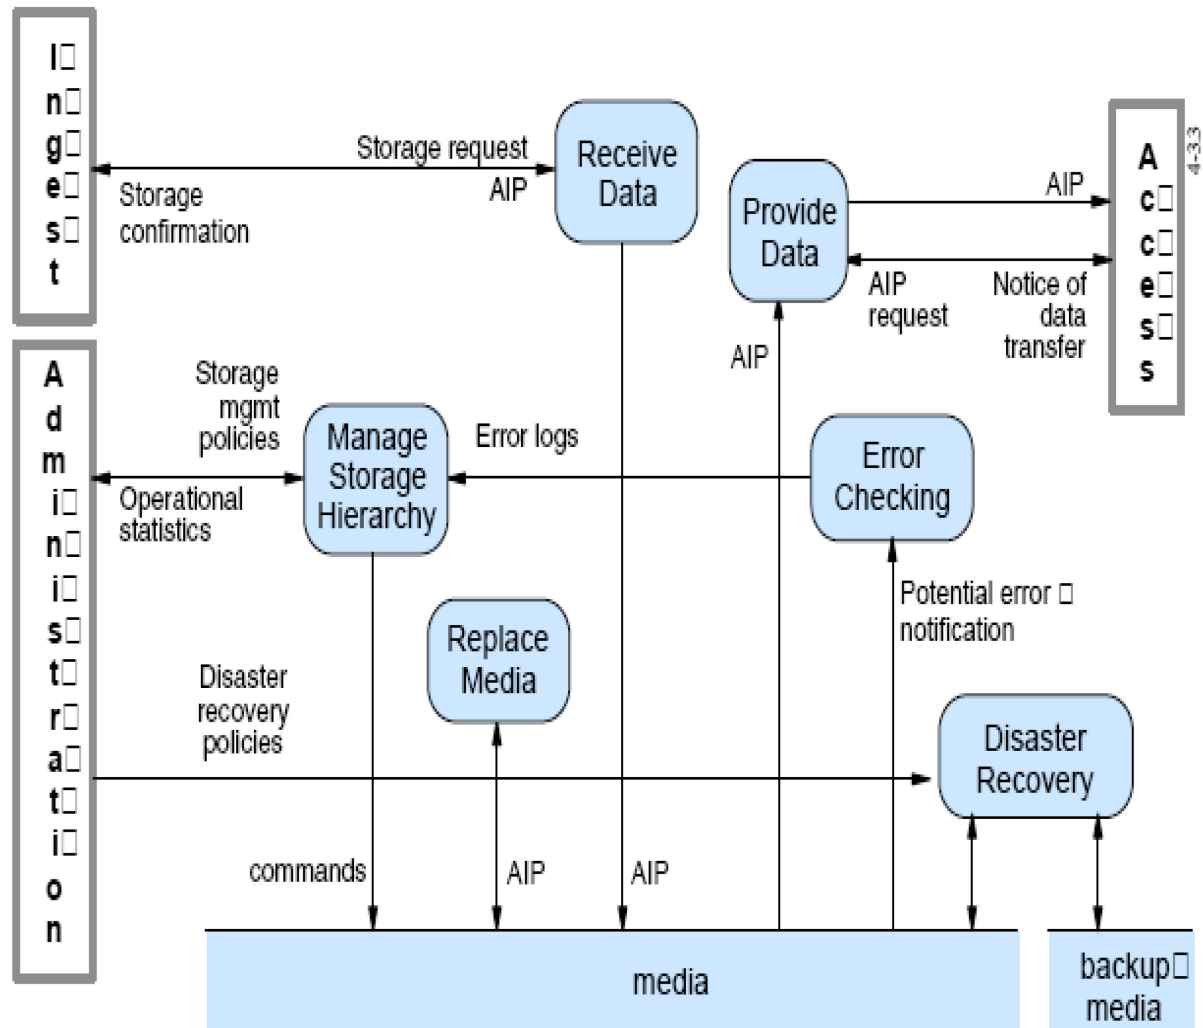 Ingest
Storage request
AIP
Storage
confirmation
Receive
Data
Provide
Data
AIP
AIP
request
Notice of
data
transfer
Access
4-3.3
Administration
Storage
mgmt
policies
Operational
statistics
Manage
Storage
Hierarchy
Error logs
AIP
Error
Checking
Potential error
notification
Replace
Media
Disaster
recovery
policies
Disaster
Recovery
commands
AIP
AIP
media
backup
media